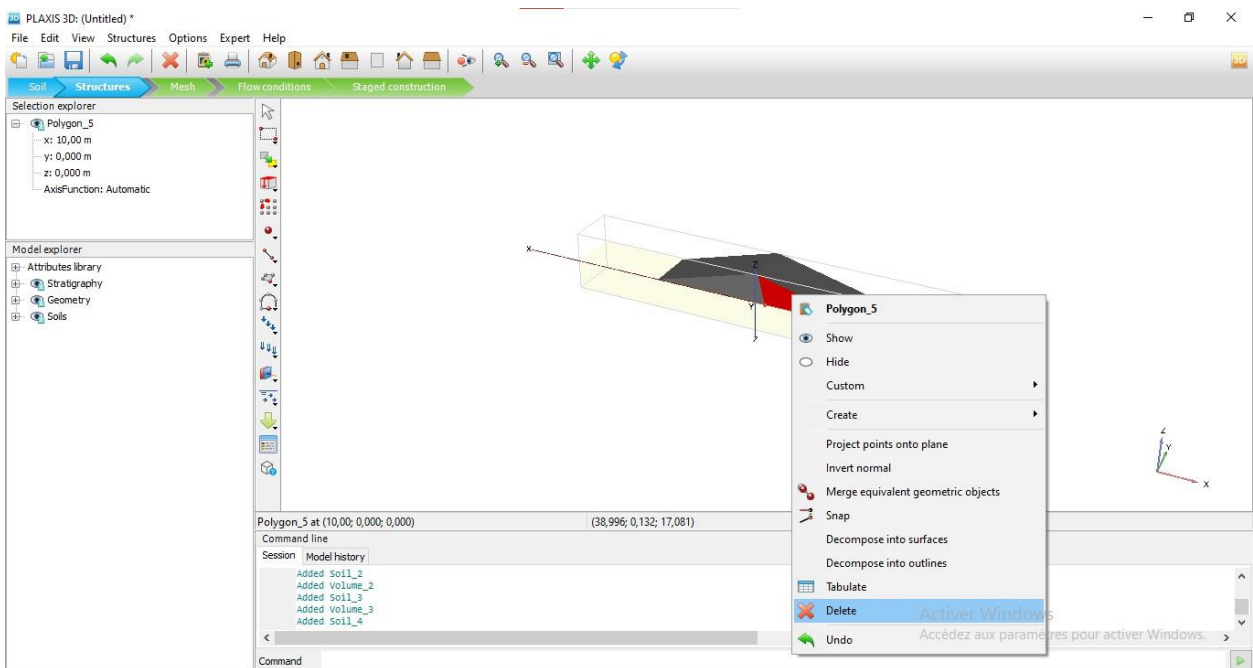 PLAXIS 3D: (Untitled) *
File Edit View Structures Options Expert Help
3D
Soil Structures Mesh Flow conditions Staged construction
Selection explorer
Polygon_5
x: 10,00 m
y: 0,000 m
z: 0,000 m
AxisFunction: Automatic
Model explorer
Attributes library
Stratigraphy
Geometry
Soils
X
Z
Y
Polygon_5
Show
Hide
Custom
Create
Project points onto plane
Invert normal
Merge equivalent geometric objects
Snap
Decompose into surfaces
Decompose into outlines
Tabulate
Delete
Undo
Z
Y
X
Polygon_5 at (10,00; 0,000; 0,000) (38,996; 0,132; 17,081)
Command line
Session Model history
Added Soil_2
Added Volume_2
Added Soil_3
Added Volume_3
Added Soil_4
Command
Activer Windows
Accédez aux paramètres pour activer Windows.